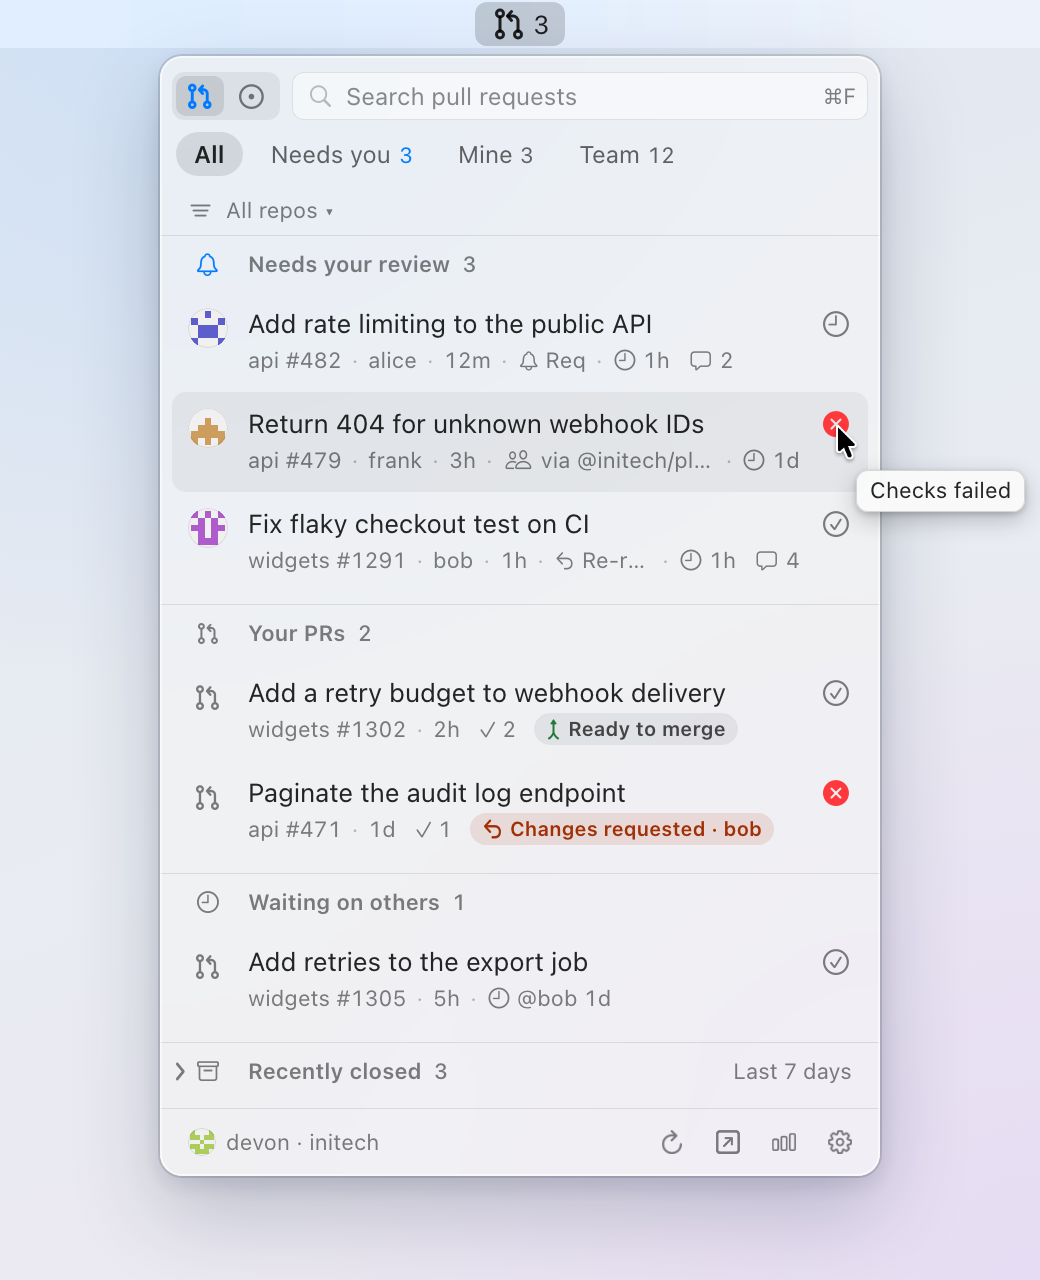 3
Search pull requests ⌘F
All Needs you 3 Mine 3 Team 12
All repos ▾
Needs your review 3
Add rate limiting to the public API
api #482 · alice · 12m · Req · 1h 2
Return 404 for unknown webhook IDs
api #479 · frank · 3h · via @initech/pl... · 1d
Checks failed
Fix flaky checkout test on CI
widgets #1291 · bob · 1h · Re-r... · 1h 4
Your PRs 2
Add a retry budget to webhook delivery
widgets #1302 · 2h ✓ 2 Ready to merge
Paginate the audit log endpoint
api #471 · 1d ✓ 1 Changes requested · bob
Waiting on others 1
Add retries to the export job
widgets #1305 · 5h · @bob 1d
Recently closed 3 Last 7 days
devon · initech